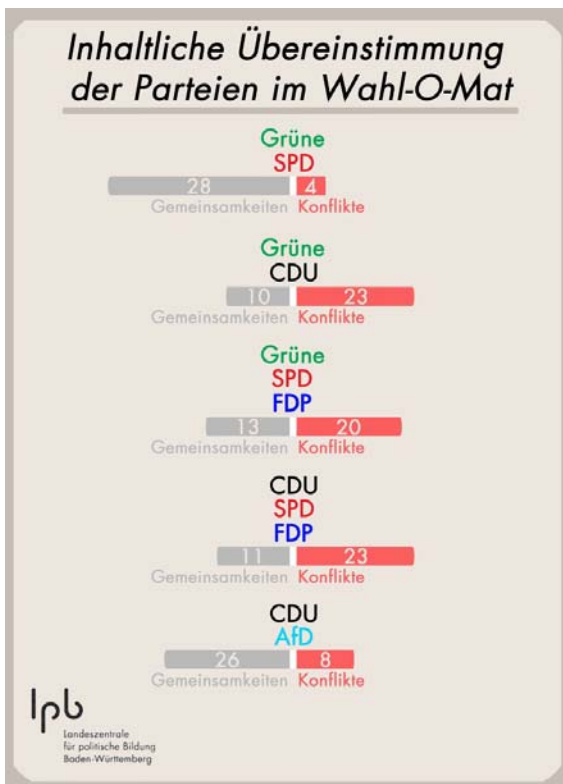 Inhaltliche Übereinstimmung
der Parteien im Wahl-O-Mat
Grüne
SPD
28 4
Gemeinsamkeiten Konflikte
Grüne
CDU
10 23
Gemeinsamkeiten Konflikte
Grüne
SPD
FDP
13 20
Gemeinsamkeiten Konflikte
CDU
SPD
FDP
11 23
Gemeinsamkeiten Konflikte
CDU
AfD
26 8
Gemeinsamkeiten Konflikte
lpb
Landeszentrale
für politische Bildung
Baden-Württemberg